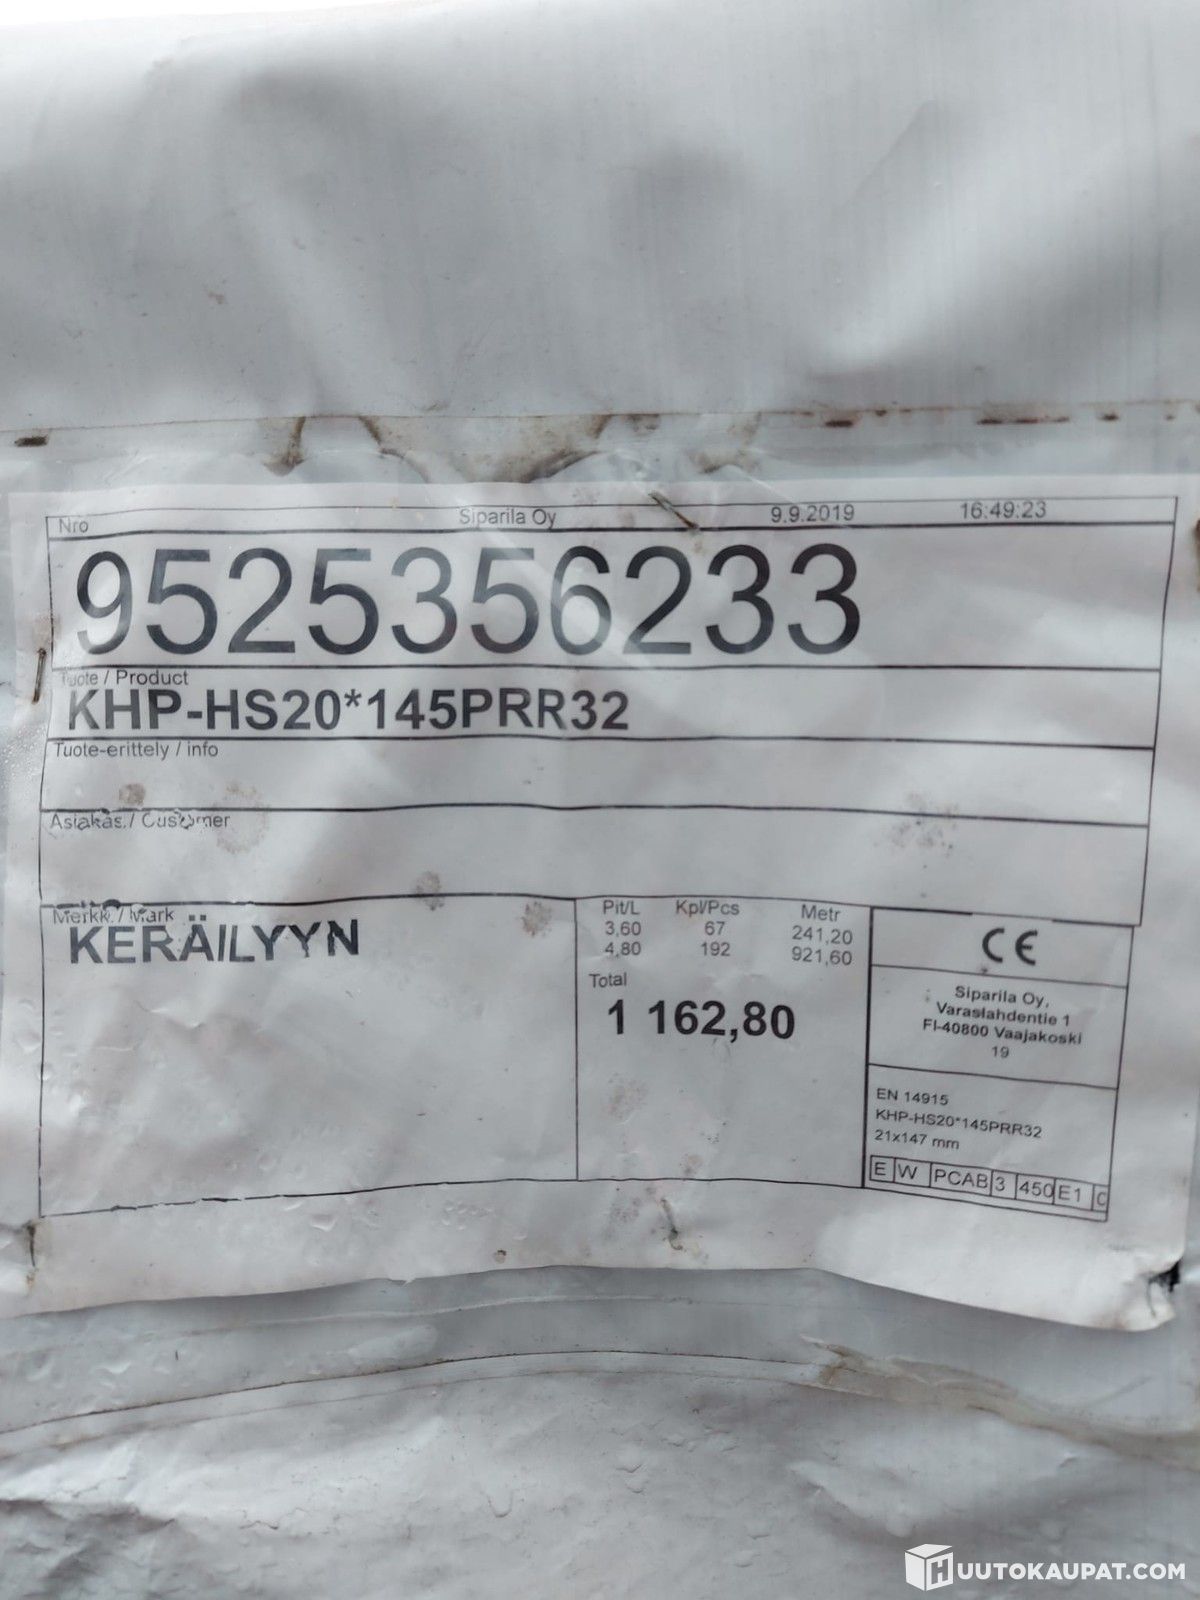 Nro Siparila Oy 9.9.2019 16:49:23
9525356233
Tuote / Product
KHP-HS20*145PRR32
Tuote-erittely / info
Asiakas / Customer
Merkki / Mark
KERÄILYYN
Pit/L Kpl/Pcs Metr
3,60 67 241,20
4,80 192 921,60
Total
1 162,80
CE
Siparila Oy,
Varaslahdentie 1
FI-40800 Vaajakoski
19
EN 14915
KHP-HS20*145PRR32
21x147 mm
E W PCAB 3 450 E1
HUUTOKAUPAT.COM